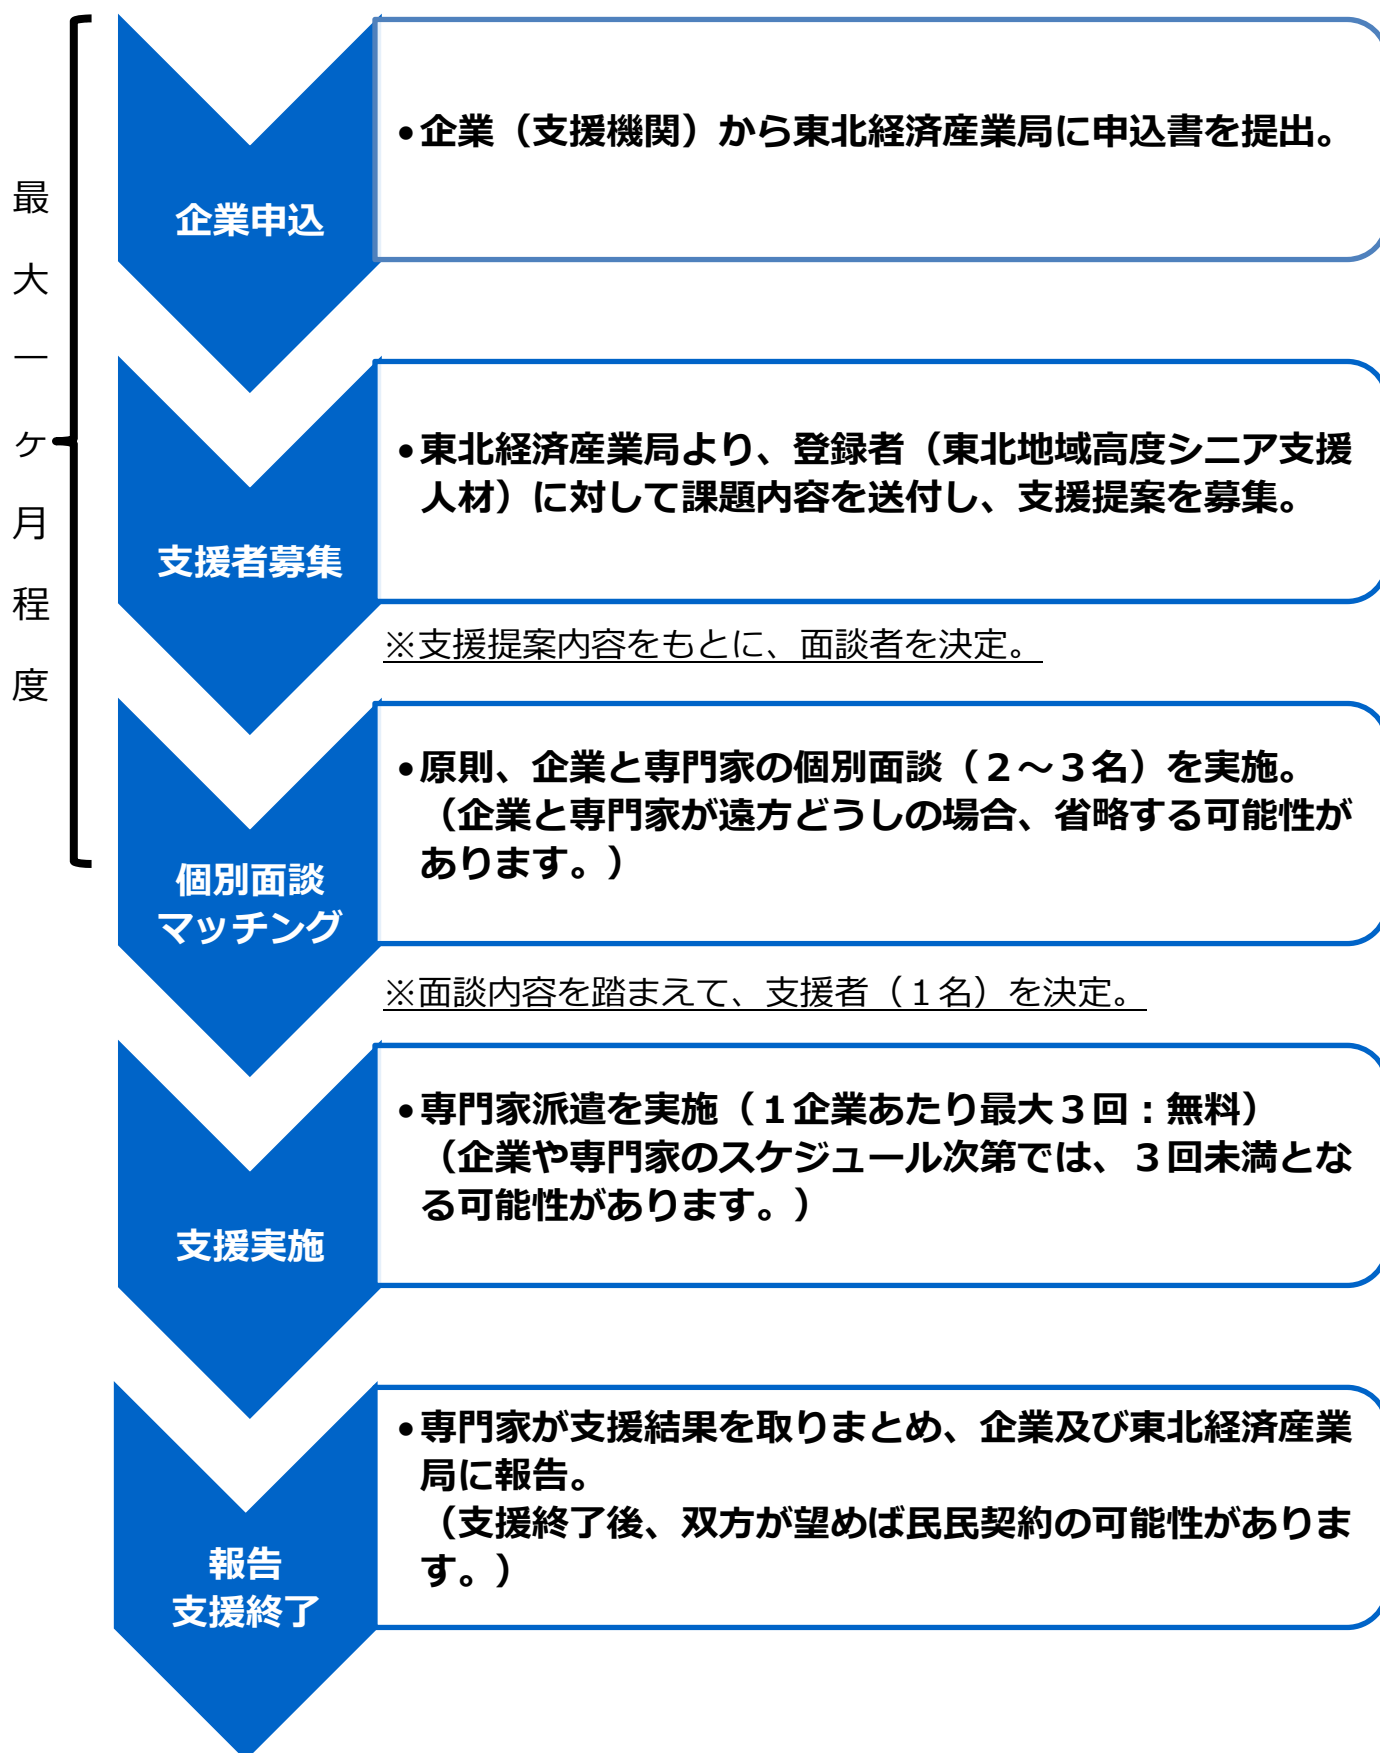 最大一ヶ月程度
企業申込
•企業（支援機関）から東北経済産業局に申込書を提出。
支援者募集
•東北経済産業局より、登録者（東北地域高度シニア支援
人材）に対して課題内容を送付し、支援提案を募集。
※支援提案内容をもとに、面談者を決定。
個別面談
マッチング
•原則、企業と専門家の個別面談（２～３名）を実施。
（企業と専門家が遠方どうしの場合、省略する可能性が
あります。）
※面談内容を踏まえて、支援者（１名）を決定。
支援実施
•専門家派遣を実施（１企業あたり最大３回：無料）
（企業や専門家のスケジュール次第では、３回未満とな
る可能性があります。）
報告
支援終了
•専門家が支援結果を取りまとめ、企業及び東北経済産業
局に報告。
（支援終了後、双方が望めば民民契約の可能性がありま
す。）